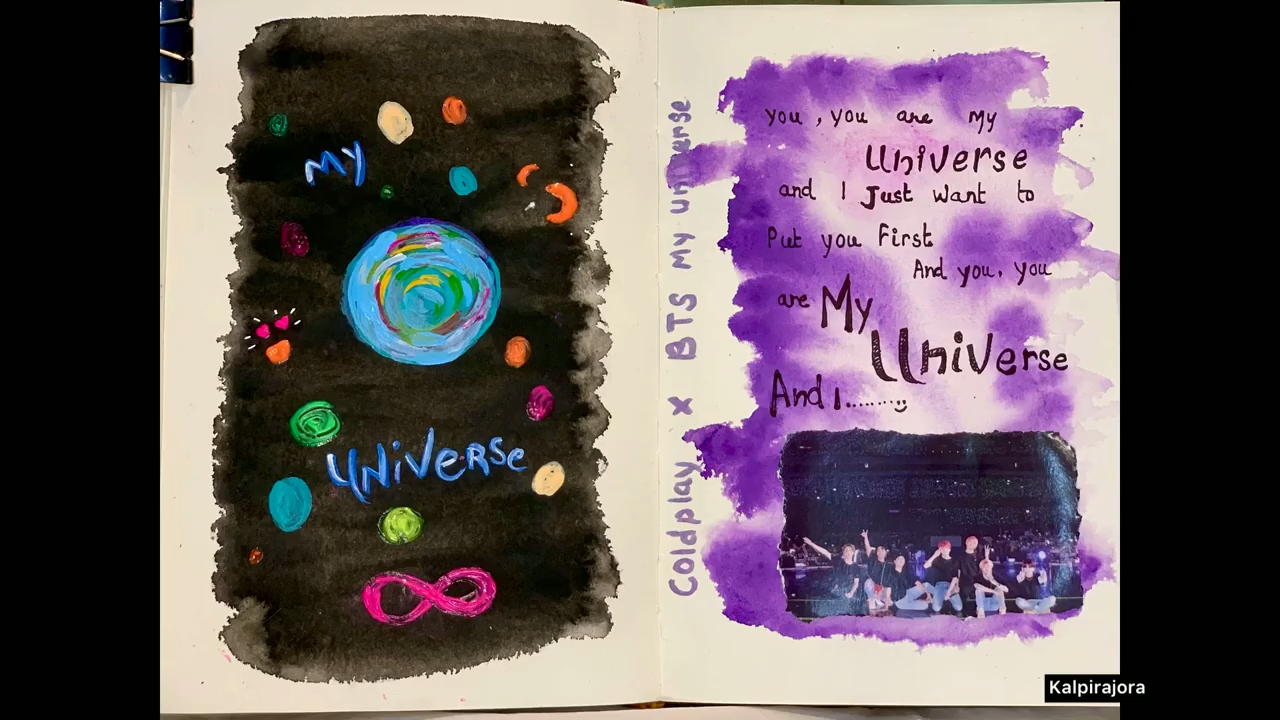 MY
UNiVERSE
Coldplay x BTS My universe
you , you are My
Universe
and I Just want to
Put you First
And you, you
are My
Universe
And I........
Kalpirajora